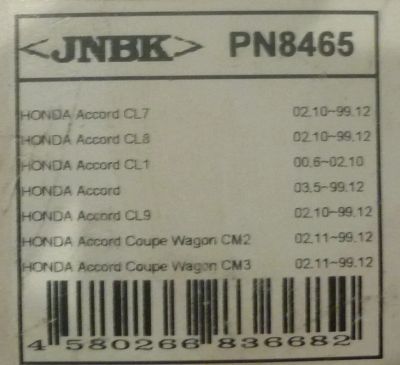 <JNBK> PN8465
HONDA Accord CL7 02.10~99.12
HONDA Accord CL8 02.10~99.12
HONDA Accord CL1 00.6~02.10
HONDA Accord 03.5~99.12
HONDA Accord CL9 02.10~99.12
HONDA Accord Coupe Wagon CM2 02.11~99.12
HONDA Accord Coupe Wagon CM3 02.11~99.12
4 580266 836682